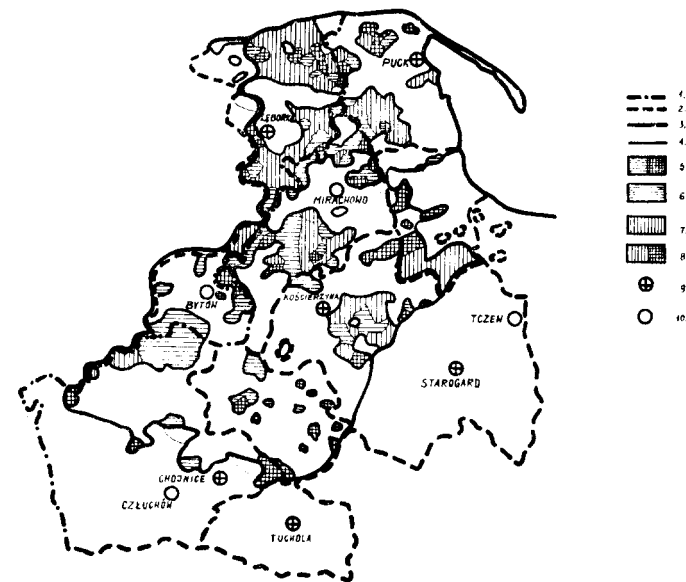 PUCK
LĘBORK
MIRACHOWO
BYTÓW
KOŚCIERZYNA
TCZEW
STAROGARD
CHOJNICE
CZŁUCHÓW
TUCHOLA
1.
2.
3.
4.
5.
6.
7.
8.
9.
10.